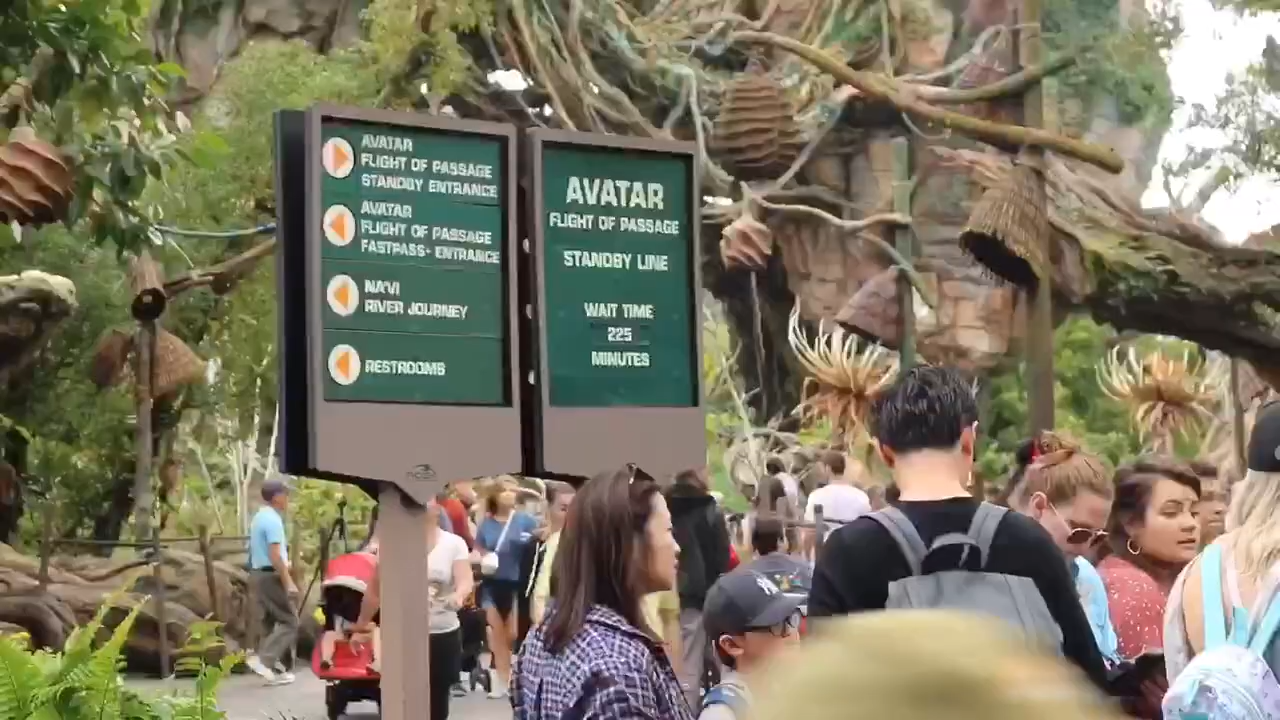 AVATAR
FLIGHT OF PASSAGE
STANDBY ENTRANCE
AVATAR
FLIGHT OF PASSAGE
FASTPASS+ ENTRANCE
NA'VI
RIVER JOURNEY
RESTROOMS
AVATAR
FLIGHT OF PASSAGE
STANDBY LINE
WAIT TIME
225
MINUTES